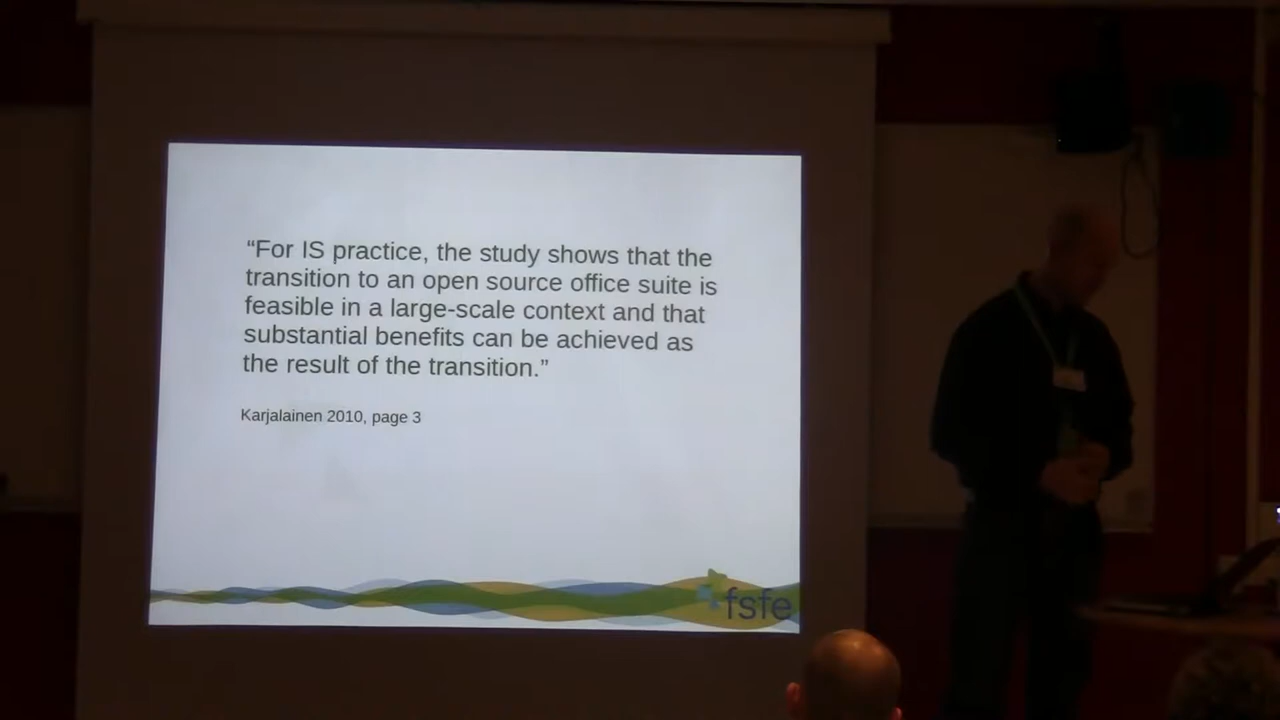 “For IS practice, the study shows that the
transition to an open source office suite is
feasible in a large-scale context and that
substantial benefits can be achieved as
the result of the transition.”
Karjalainen 2010, page 3
fsfe